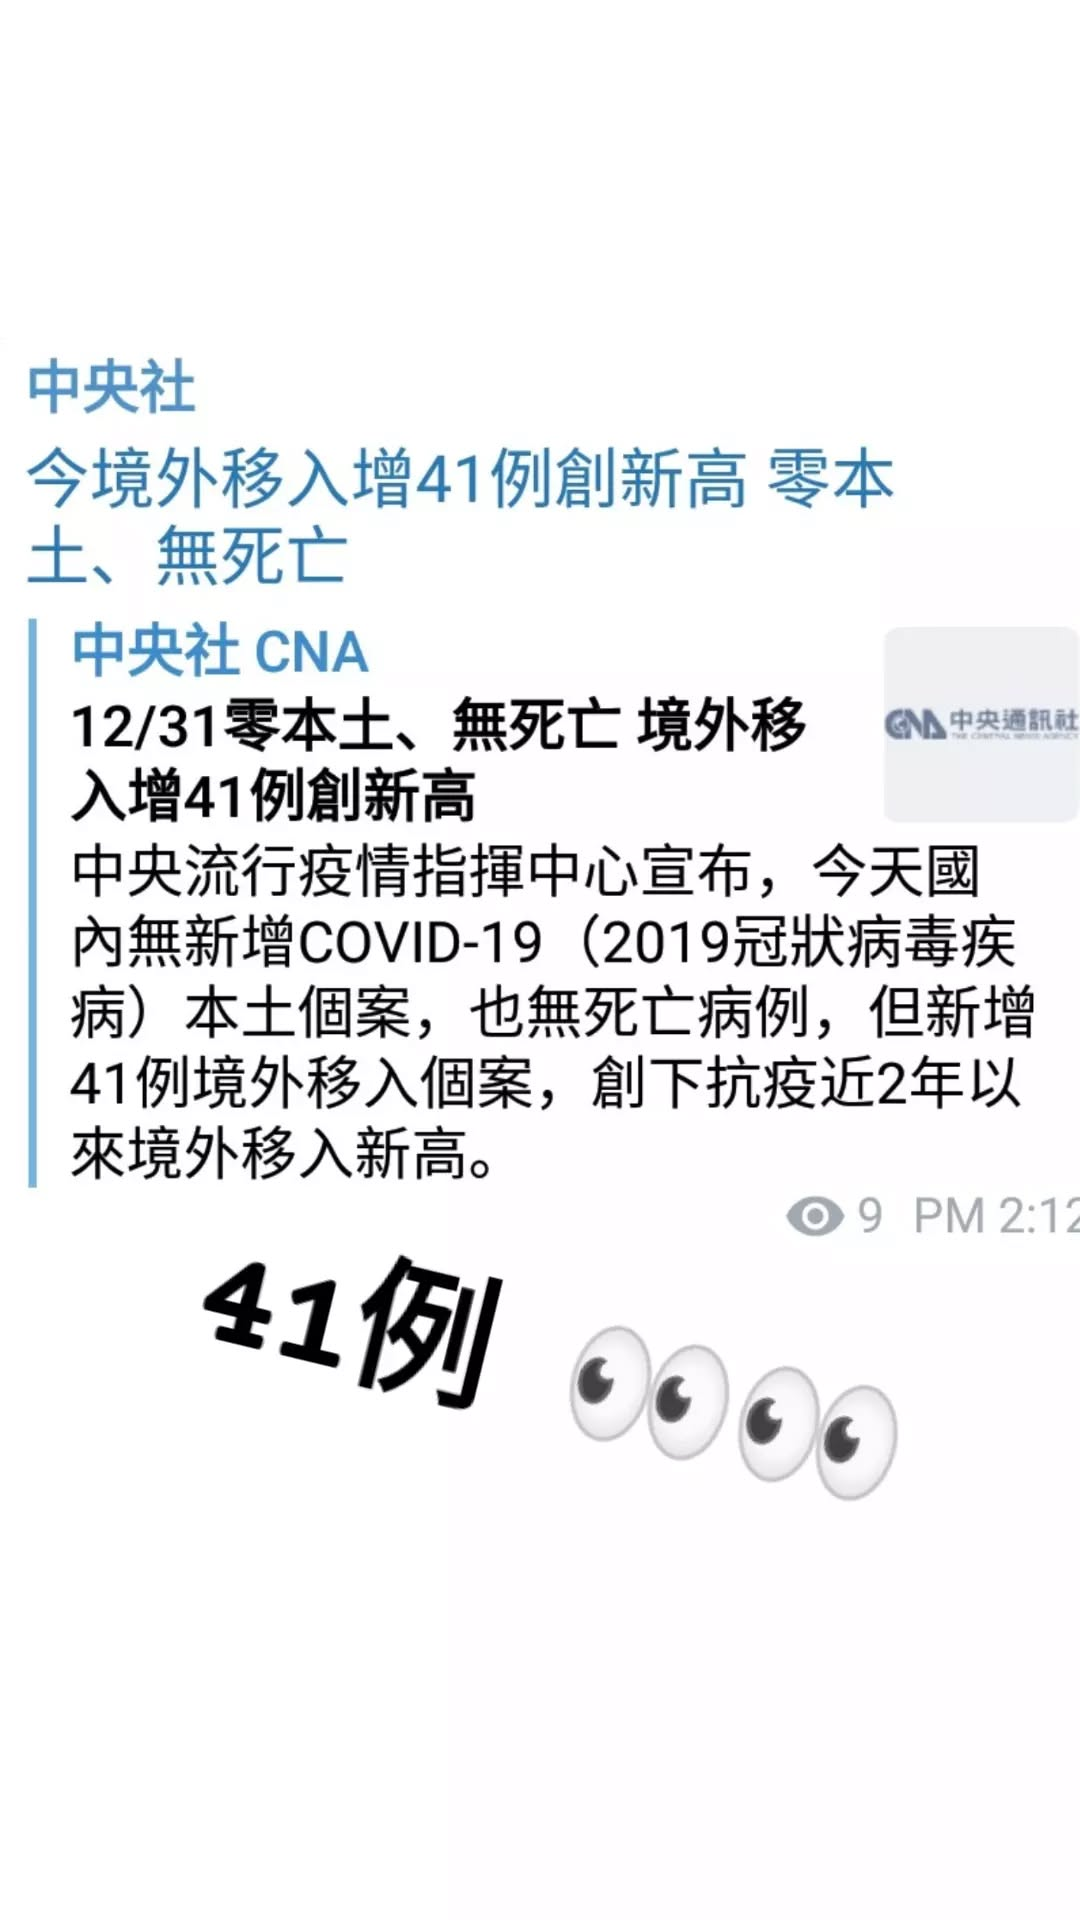 中央社
今境外移入增41例創新高 零本
土、無死亡
中央社 CNA
12/31零本土、無死亡 境外移
入增41例創新高
CNA 中央通訊社
THE CENTRAL NEWS AGENCY
中央流行疫情指揮中心宣布，今天國
內無新增COVID-19（2019冠狀病毒疾
病）本土個案，也無死亡病例，但新增
41例境外移入個案，創下抗疫近2年以
來境外移入新高。
9 PM 2:12
41例